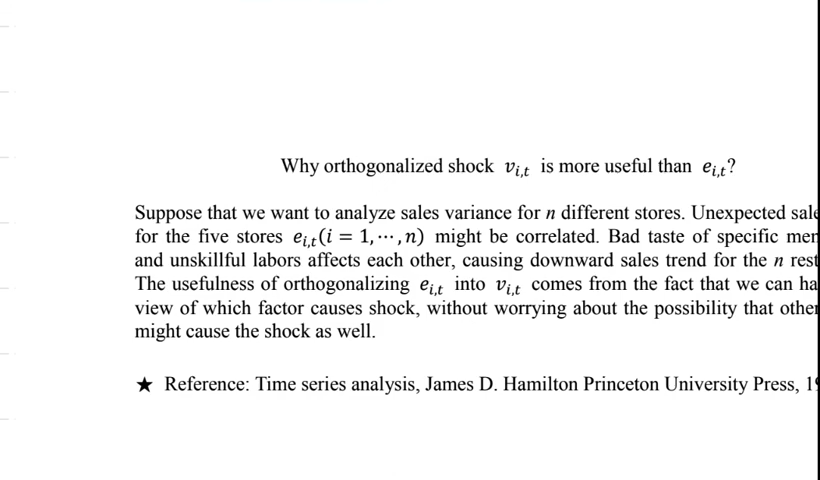 Why orthogonalized shock v_{i,t} is more useful than e_{i,t}?
Suppose that we want to analyze sales variance for n different stores. Unexpected sale
for the five stores e_{i,t}(i = 1, ⋯, n) might be correlated. Bad taste of specific mer
and unskillful labors affects each other, causing downward sales trend for the n rest
The usefulness of orthogonalizing e_{i,t} into v_{i,t} comes from the fact that we can ha
view of which factor causes shock, without worrying about the possibility that other
might cause the shock as well.
★ Reference: Time series analysis, James D. Hamilton Princeton University Press, 19